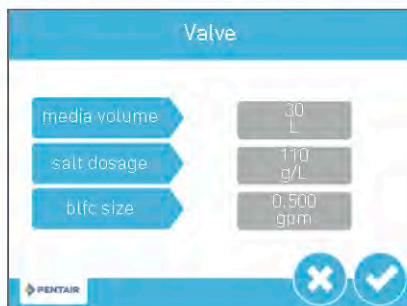 Valve
media volume
30
L
salt dosage
110
g/L
blfc size
0.500
gpm
PENTAIR